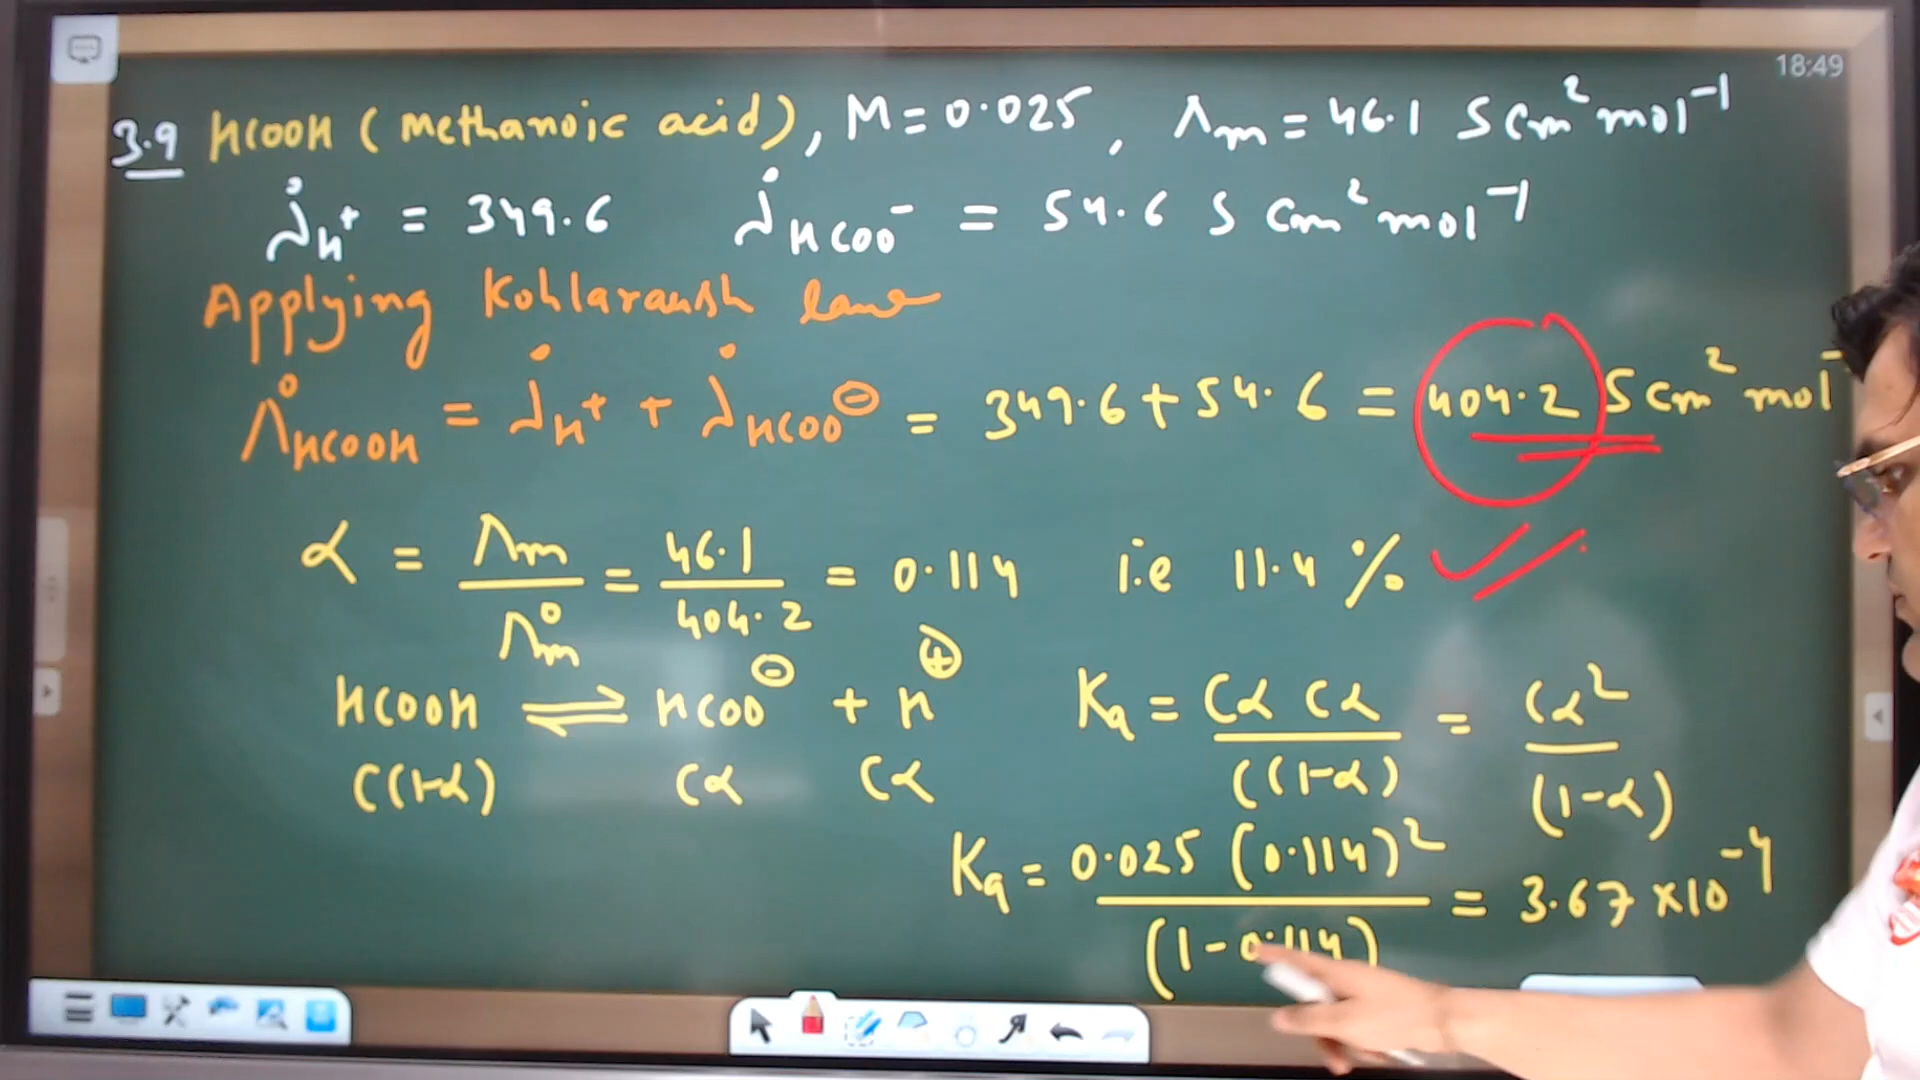 18:49
3.9 HCOOH (Methanoic acid), M = 0.025, Λm = 46.1 S cm² mol⁻¹
λ°H⁺ = 349.6 λ°HCOO⁻ = 54.6 S cm² mol⁻¹
Applying Kohlaraush law
Λ°HCOOH = λ°H⁺ + λ°HCOO⊖ = 349.6 + 54.6 = 404.2 S cm² mol⁻
α = Λm / Λ°m = 46.1 / 404.2 = 0.114 i.e 11.4 %
HCOOH ⇌ HCOO⊖ + H⊕ Ka = Cα Cα / C(1-α) = Cα² / (1-α)
C(1-α) Cα Cα
Ka = 0.025 (0.114)² / (1-0.114) = 3.67 × 10⁻⁴